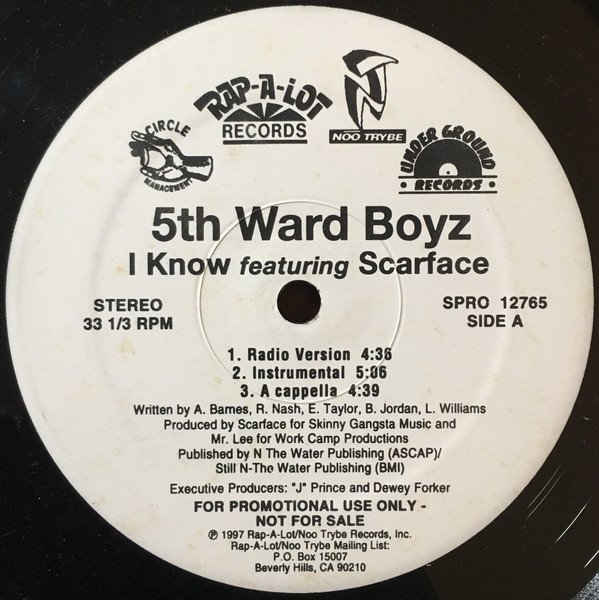 CIRCLE
MANAGEMENT
RAP-A-LOT
RECORDS
N
NOO TRYBE
UNDER GROUND
• RECORDS •
5th Ward Boyz
I Know featuring Scarface
STEREO
33 1/3 RPM
SPRO 12765
SIDE A
1. Radio Version 4:36
2. Instrumental 5:06
3. A cappella 4:39
Written by A. Barnes, R. Nash, E. Taylor, B. Jordan, L. Williams
Produced by Scarface for Skinny Gangsta Music and
Mr. Lee for Work Camp Productions
Published by N The Water Publishing (ASCAP)/
Still N-The Water Publishing (BMI)
Executive Producers: "J" Prince and Dewey Forker
FOR PROMOTIONAL USE ONLY -
NOT FOR SALE
℗ 1997 Rap-A-Lot/Noo Trybe Records, Inc.
Rap-A-Lot/Noo Trybe Mailing List:
P.O. Box 15007
Beverly Hills, CA 90210